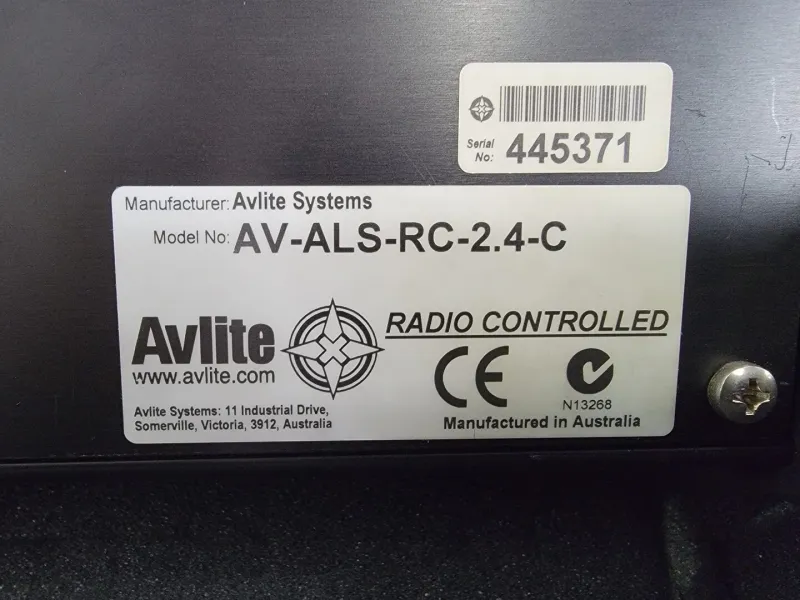 Serial
No: 445371
Manufacturer: Avlite Systems
Model No: AV-ALS-RC-2.4-C
Avlite
www.avlite.com
RADIO CONTROLLED
CE
N13268
Avlite Systems: 11 Industrial Drive,
Somerville, Victoria, 3912, Australia
Manufactured in Australia